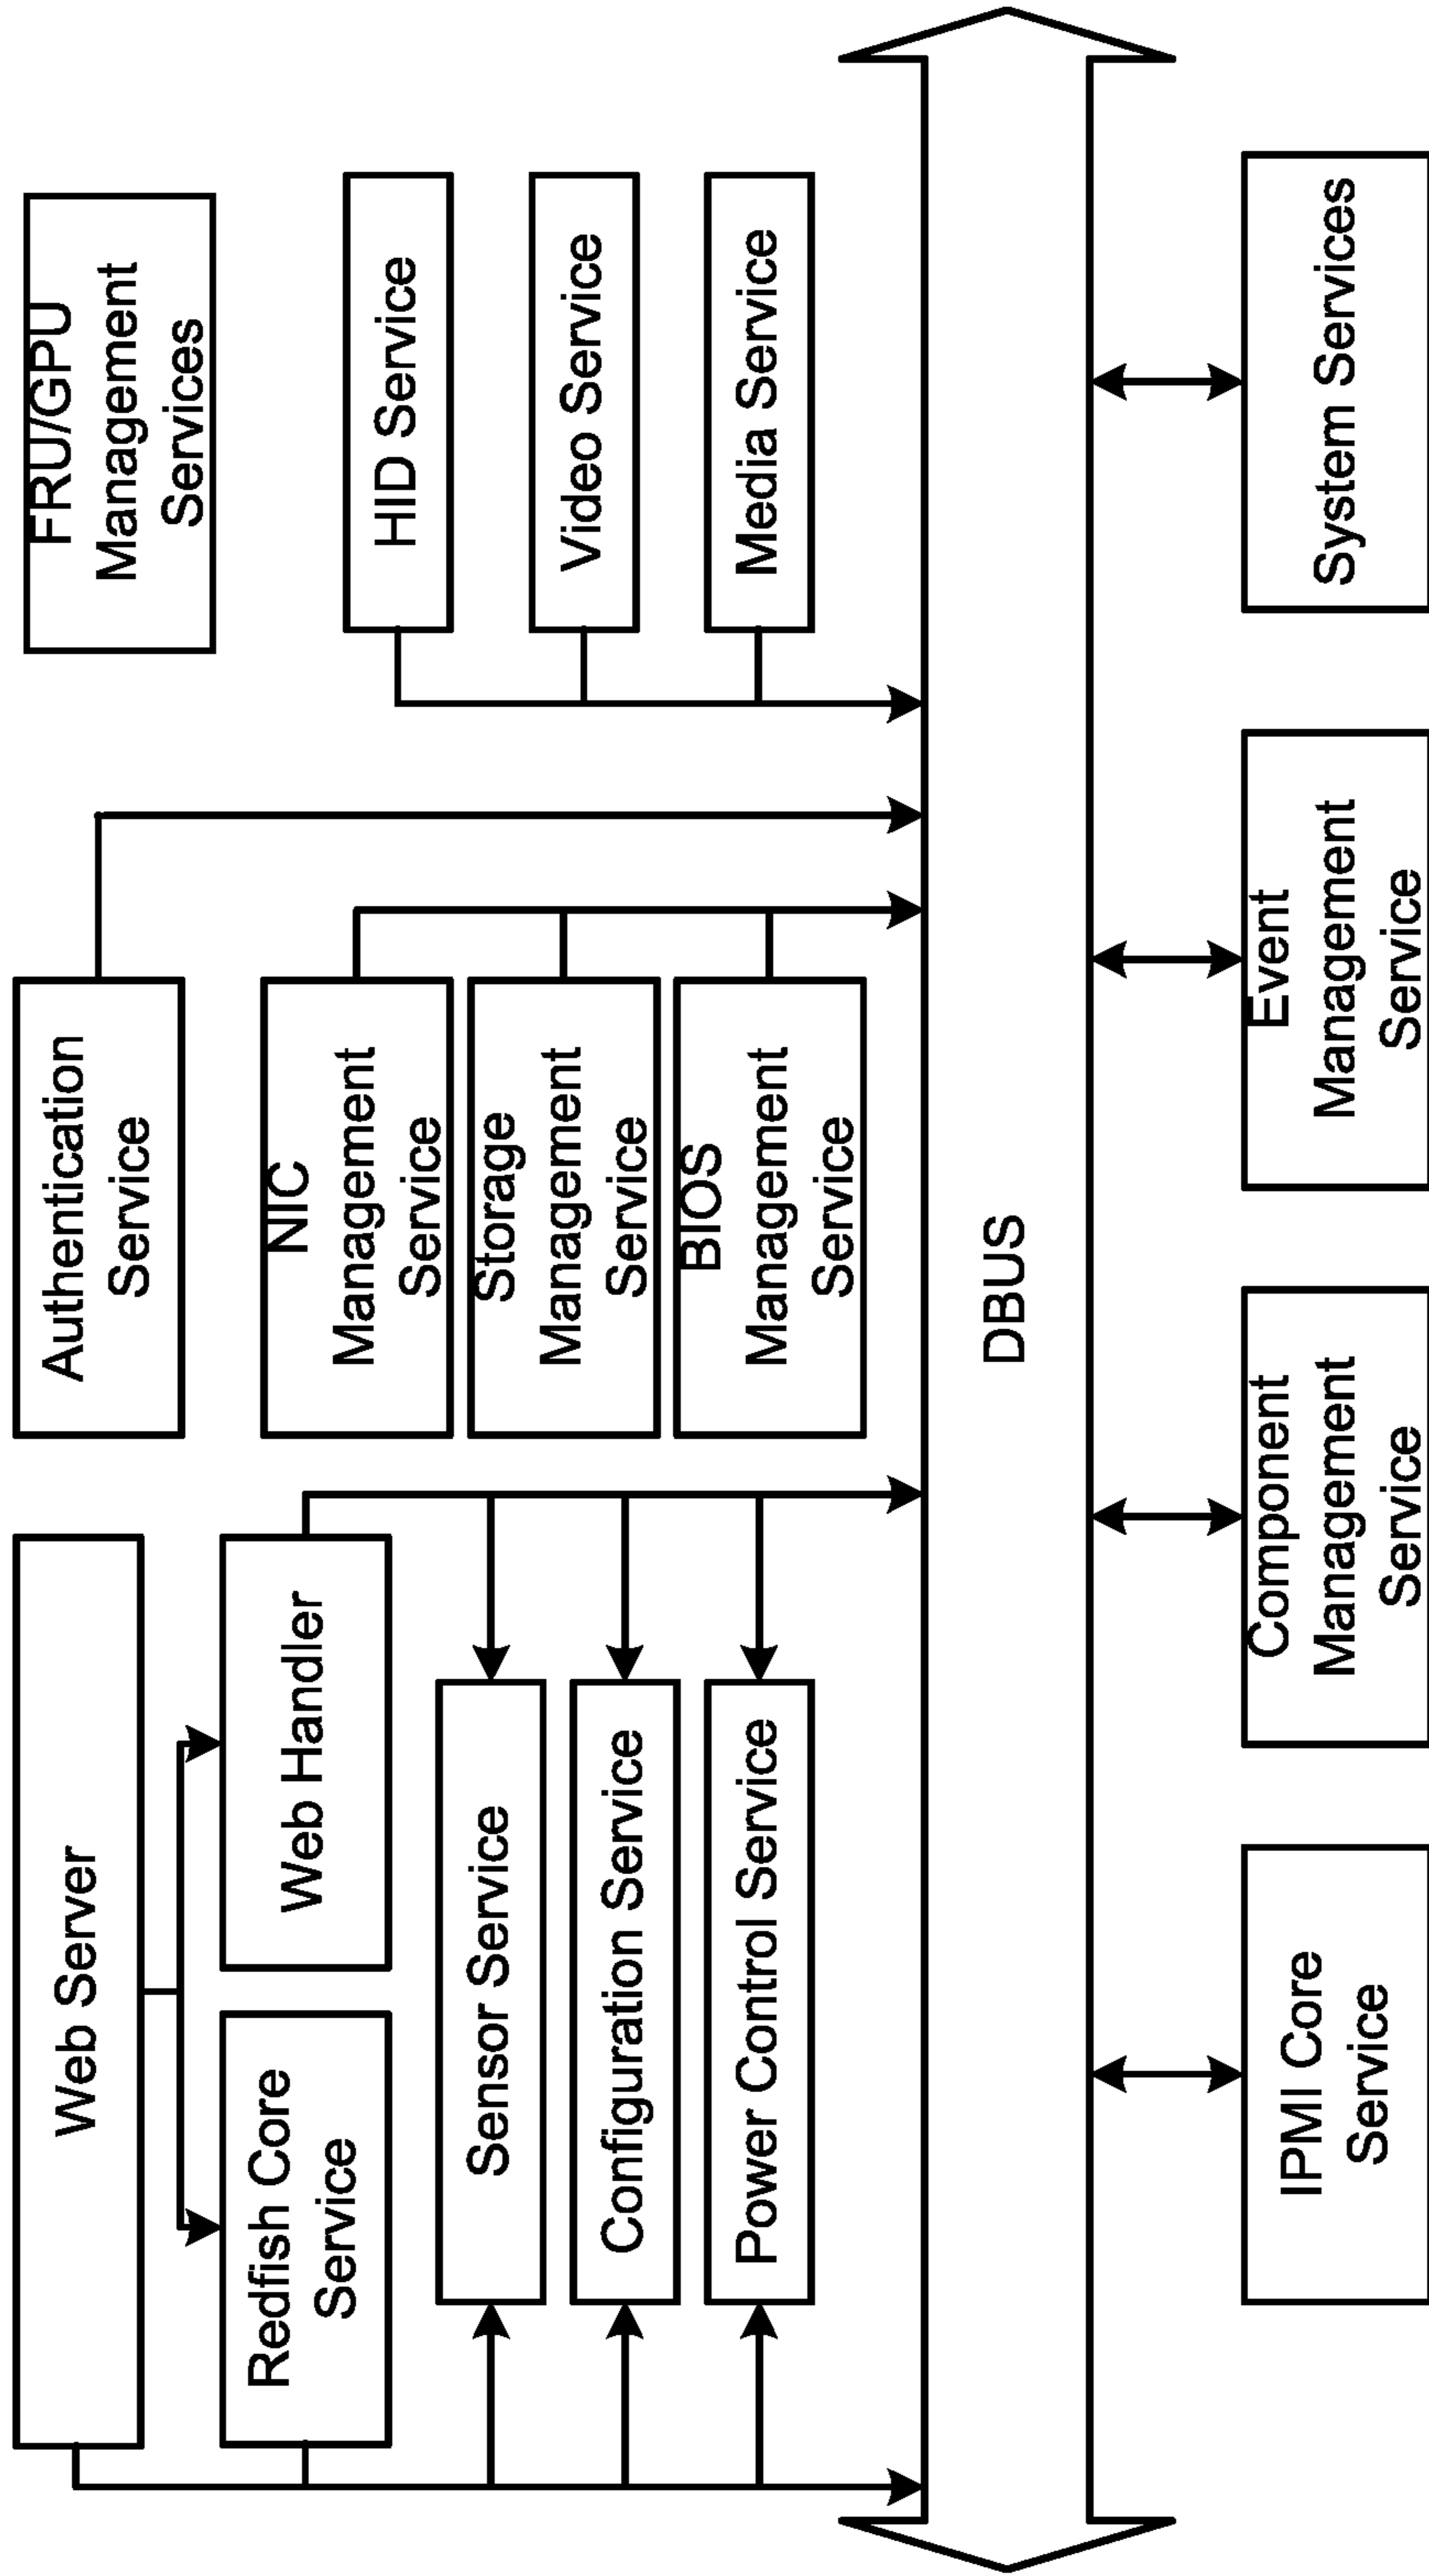 Web Server
Redfish Core
Service
Web Handler
Sensor Service
Configuration Service
Power Control Service
Authentication
Service
NIC
Management
Service
Storage
Management
Service
BIOS
Management
Service
FRU/GPU
Management
Services
HID Service
Video Service
Media Service
DBUS
IPMI Core
Service
Component
Management
Service
Event
Management
Service
System Services